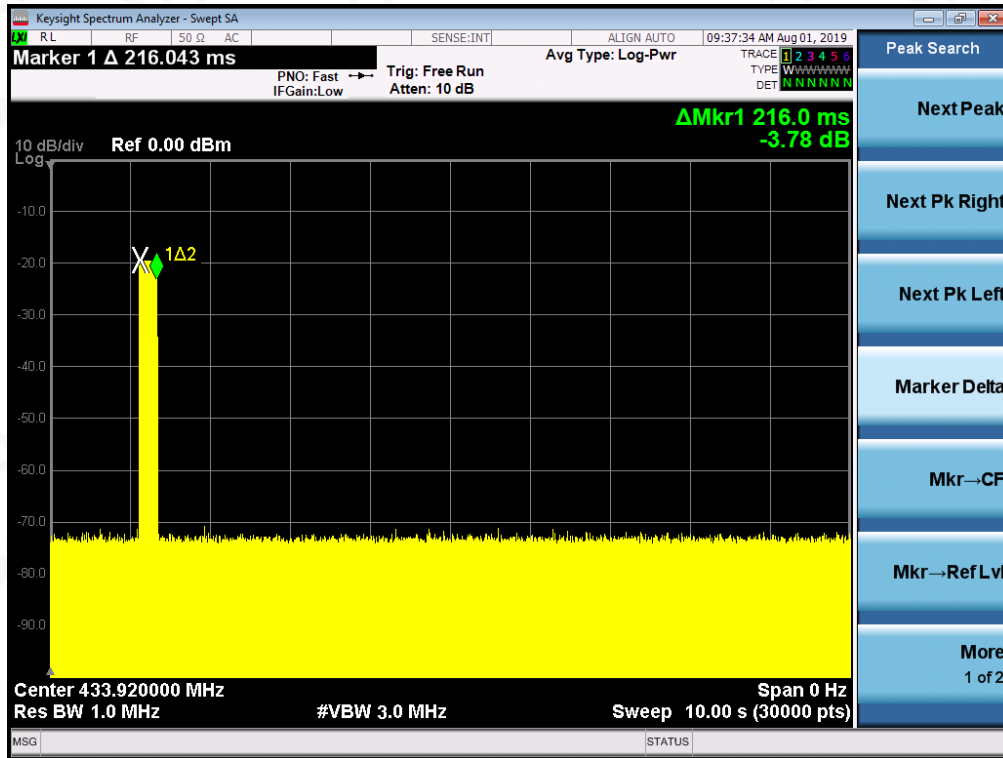 Keysight Spectrum Analyzer - Swept SA
LXI RL RF 50 Ω AC SENSE:INT ALIGN AUTO 09:37:34 AM Aug 01, 2019
Marker 1 Δ 216.043 ms
PNO: Fast
IFGain:Low
Trig: Free Run
Atten: 10 dB
Avg Type: Log-Pwr
TRACE 1 2 3 4 5 6
TYPE WWWWWW
DET N N N N N N
ΔMkr1 216.0 ms
-3.78 dB
10 dB/div Ref 0.00 dBm
Log
-10.0
1Δ2
-20.0
-30.0
-40.0
-50.0
-60.0
-70.0
-80.0
-90.0
Center 433.920000 MHz Span 0 Hz
Res BW 1.0 MHz #VBW 3.0 MHz Sweep 10.00 s (30000 pts)
MSG STATUS
Peak Search
Next Peak
Next Pk Right
Next Pk Left
Marker Delta
Mkr→CF
Mkr→Ref Lvl
More
1 of 2